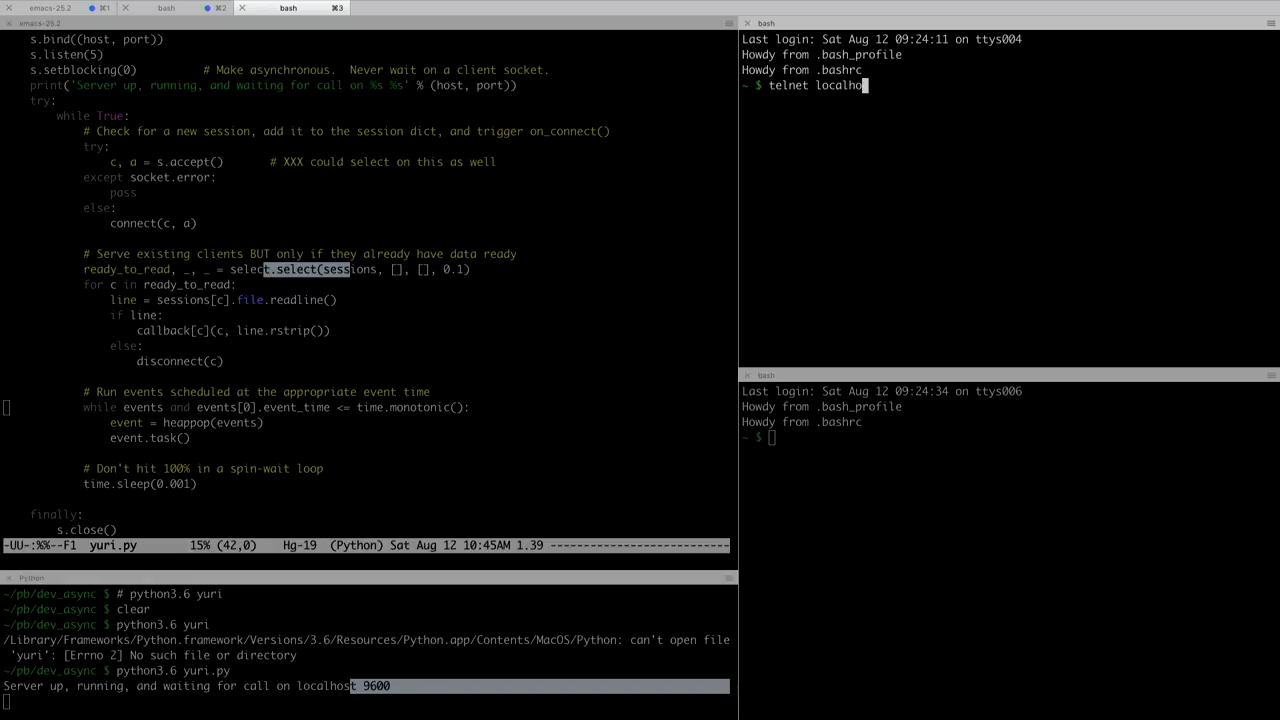 emacs-25.2 ⌘1 bash ⌘2 bash ⌘3
emacs-25.2
s.bind((host, port))
s.listen(5)
s.setblocking(0) # Make asynchronous. Never wait on a client socket.
print('Server up, running, and waiting for call on %s %s' % (host, port))
try:
while True:
# Check for a new session, add it to the session dict, and trigger on_connect()
try:
c, a = s.accept() # XXX could select on this as well
except socket.error:
pass
else:
connect(c, a)
# Serve existing clients BUT only if they already have data ready
ready_to_read, _, _ = select.select(sessions, [], [], 0.1)
for c in ready_to_read:
line = sessions[c].file.readline()
if line:
callback[c](c, line.rstrip())
else:
disconnect(c)
# Run events scheduled at the appropriate event time
while events and events[0].event_time <= time.monotonic():
event = heappop(events)
event.task()
# Don't hit 100% in a spin-wait loop
time.sleep(0.001)
finally:
s.close()
-UU-:%%--F1 yuri.py 15% (42,0) Hg-19 (Python) Sat Aug 12 10:45AM 1.39 ---------------------------
Python
~/pb/dev_async $ # python3.6 yuri
~/pb/dev_async $ clear
~/pb/dev_async $ python3.6 yuri
/Library/Frameworks/Python.framework/Versions/3.6/Resources/Python.app/Contents/MacOS/Python: can't open file
'yuri': [Errno 2] No such file or directory
~/pb/dev_async $ python3.6 yuri.py
Server up, running, and waiting for call on localhost 9600
bash
Last login: Sat Aug 12 09:24:11 on ttys004
Howdy from .bash_profile
Howdy from .bashrc
~ $ telnet localho
bash
Last login: Sat Aug 12 09:24:34 on ttys006
Howdy from .bash_profile
Howdy from .bashrc
~ $